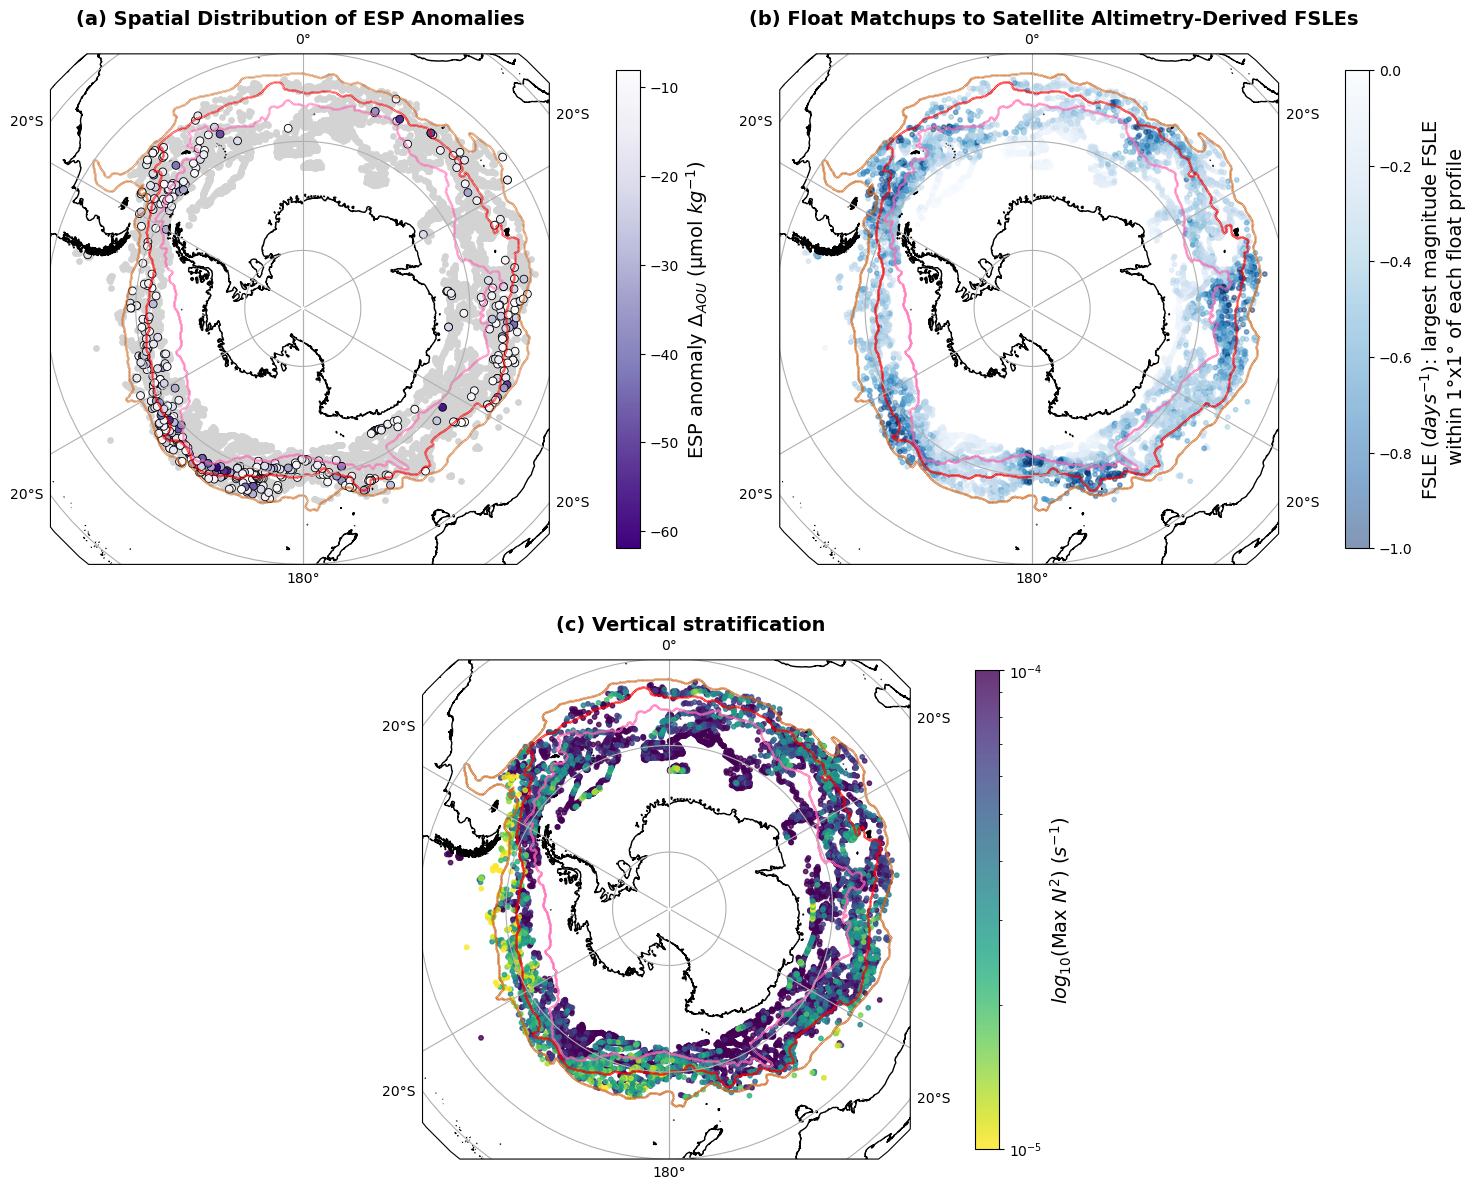 (a) Spatial Distribution of ESP Anomalies
0°
20°S
20°S
20°S
20°S
180°
−10
−20
−30
−40
−50
−60
ESP anomaly Δ_AOU (μmol kg⁻¹)
(b) Float Matchups to Satellite Altimetry-Derived FSLEs
0°
20°S
20°S
20°S
20°S
180°
0.0
−0.2
−0.4
−0.6
−0.8
−1.0
FSLE (days⁻¹): largest magnitude FSLE
within 1°x1° of each float profile
(c) Vertical stratification
0°
20°S
20°S
20°S
20°S
180°
10⁻⁴
10⁻⁵
log₁₀(Max N²) (s⁻¹)